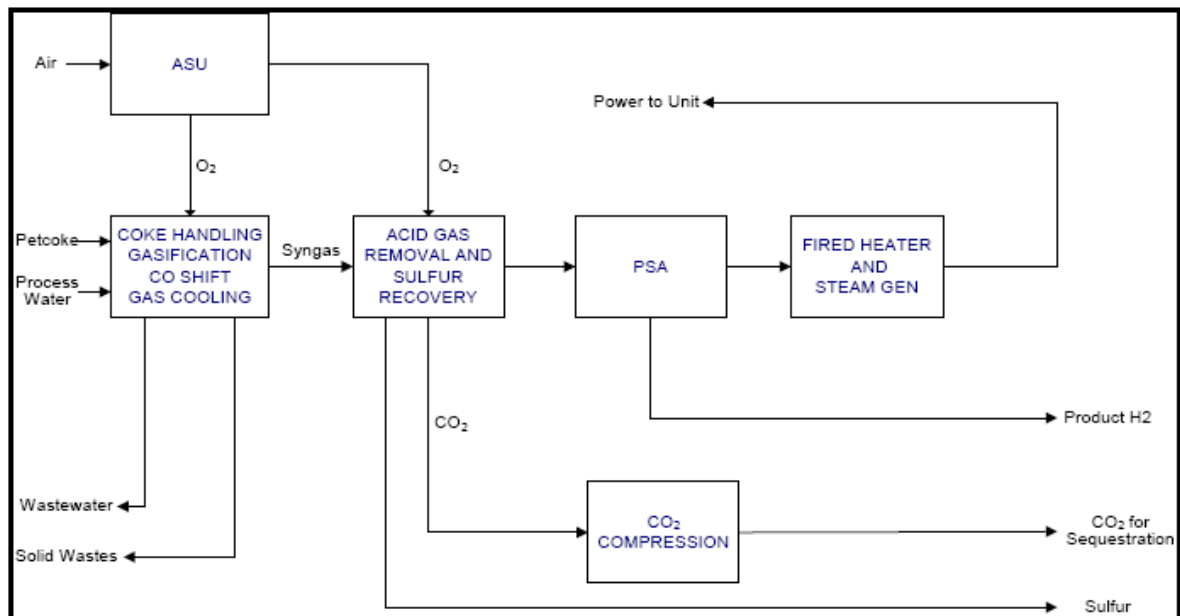 Air
ASU
Power to Unit
O₂
O₂
Petcoke
Process
Water
COKE HANDLING
GASIFICATION
CO SHIFT
GAS COOLING
Syngas
ACID GAS
REMOVAL AND
SULFUR
RECOVERY
PSA
FIRED HEATER
AND
STEAM GEN
CO₂
Product H2
Wastewater
Solid Wastes
CO₂
COMPRESSION
CO₂ for
Sequestration
Sulfur